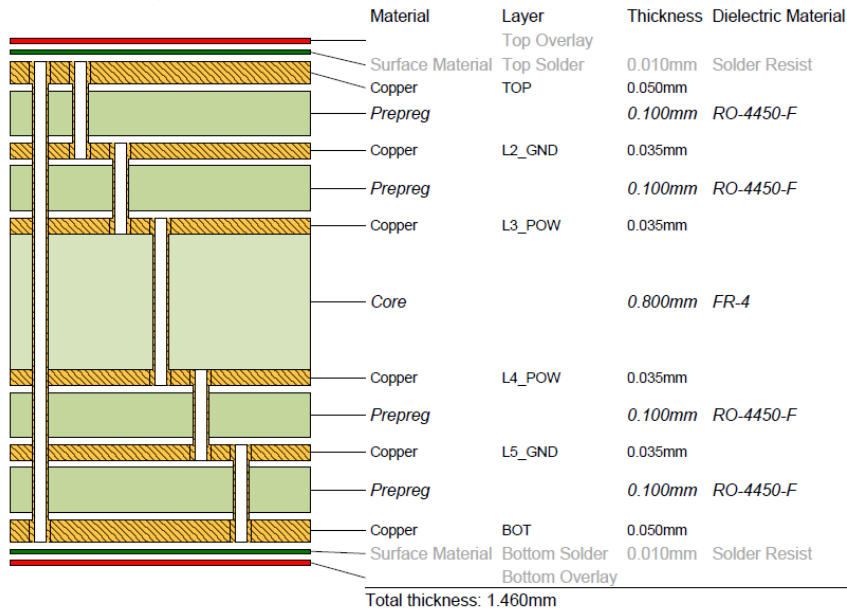 Material Layer Thickness Dielectric Material
Top Overlay
Surface Material Top Solder 0.010mm Solder Resist
Copper TOP 0.050mm
Prepreg 0.100mm RO-4450-F
Copper L2_GND 0.035mm
Prepreg 0.100mm RO-4450-F
Copper L3_POW 0.035mm
Core 0.800mm FR-4
Copper L4_POW 0.035mm
Prepreg 0.100mm RO-4450-F
Copper L5_GND 0.035mm
Prepreg 0.100mm RO-4450-F
Copper BOT 0.050mm
Surface Material Bottom Solder 0.010mm Solder Resist
Bottom Overlay
Total thickness: 1.460mm